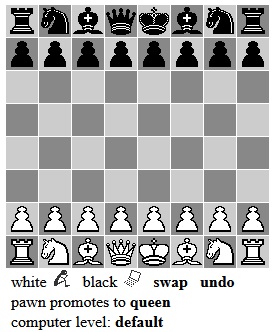 white black swap undo
pawn promotes to queen
computer level: default